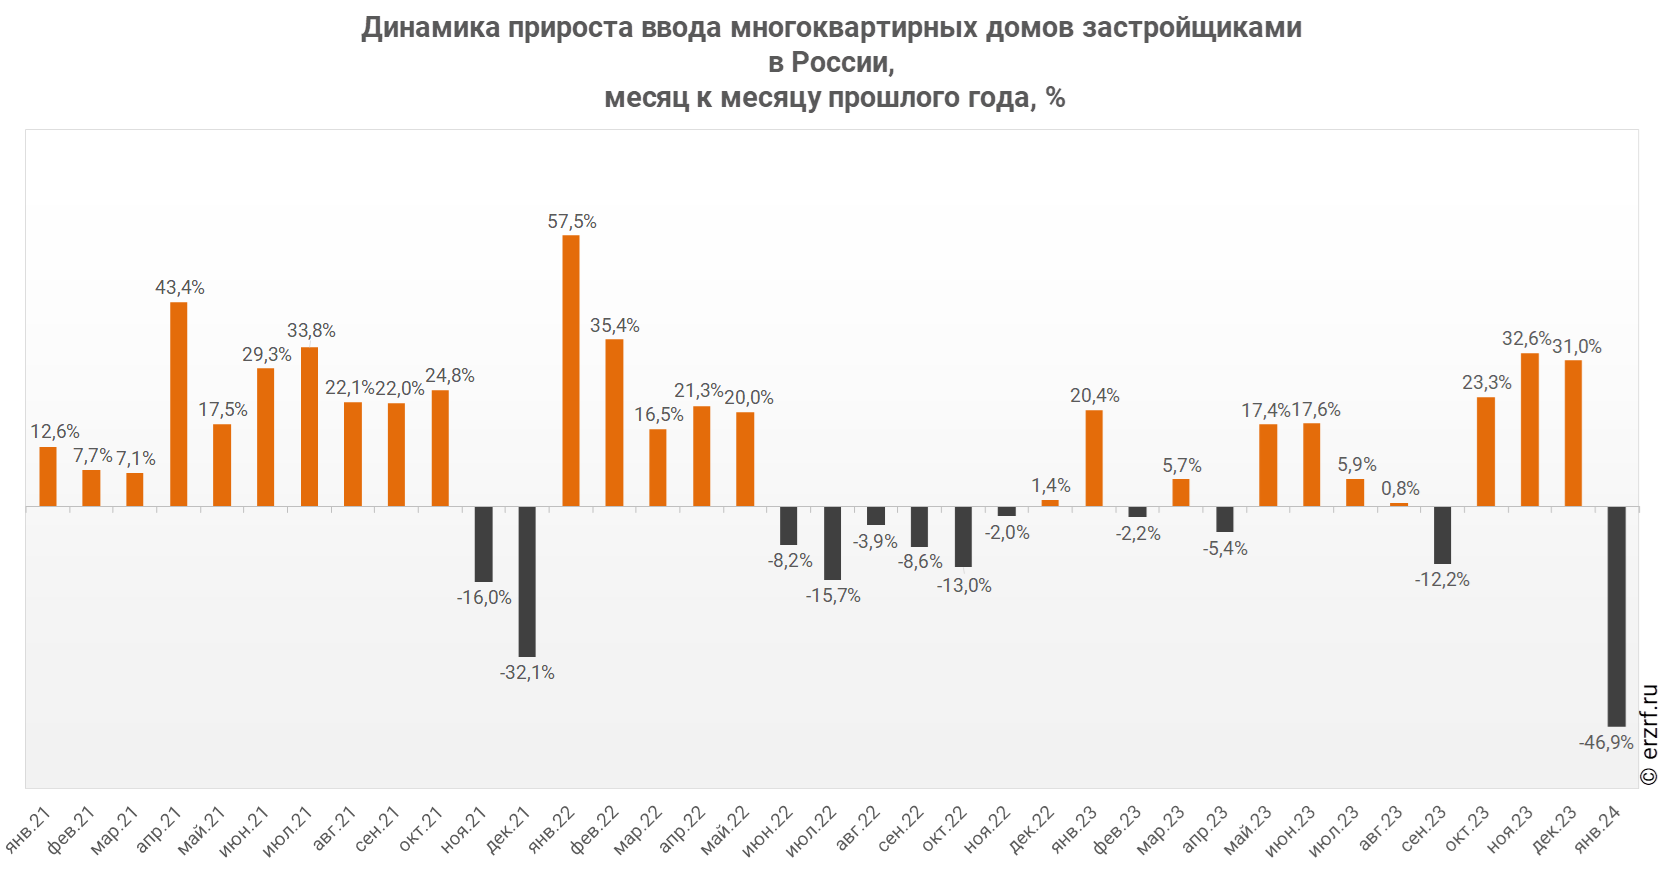 Динамика прироста ввода многоквартирных домов застройщиками
в России,
месяц к месяцу прошлого года, %
12,6%
7,7%
7,1%
43,4%
17,5%
29,3%
33,8%
22,1%
22,0%
24,8%
-16,0%
-32,1%
57,5%
35,4%
16,5%
21,3%
20,0%
-8,2%
-15,7%
-3,9%
-8,6%
-13,0%
-2,0%
1,4%
20,4%
-2,2%
5,7%
-5,4%
17,4%
17,6%
5,9%
0,8%
-12,2%
23,3%
32,6%
31,0%
-46,9%
янв.21
фев.21
мар.21
апр.21
май.21
июн.21
июл.21
авг.21
сен.21
окт.21
ноя.21
дек.21
янв.22
фев.22
мар.22
апр.22
май.22
июн.22
июл.22
авг.22
сен.22
окт.22
ноя.22
дек.22
янв.23
фев.23
мар.23
апр.23
май.23
июн.23
июл.23
авг.23
сен.23
окт.23
ноя.23
дек.23
янв.24
© erzrf.ru